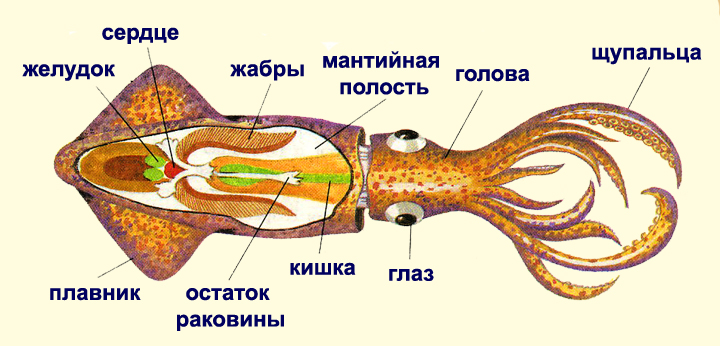 сердце
желудок
жабры
мантийная
полость
голова
щупальца
плавник
остаток
раковины
кишка
глаз